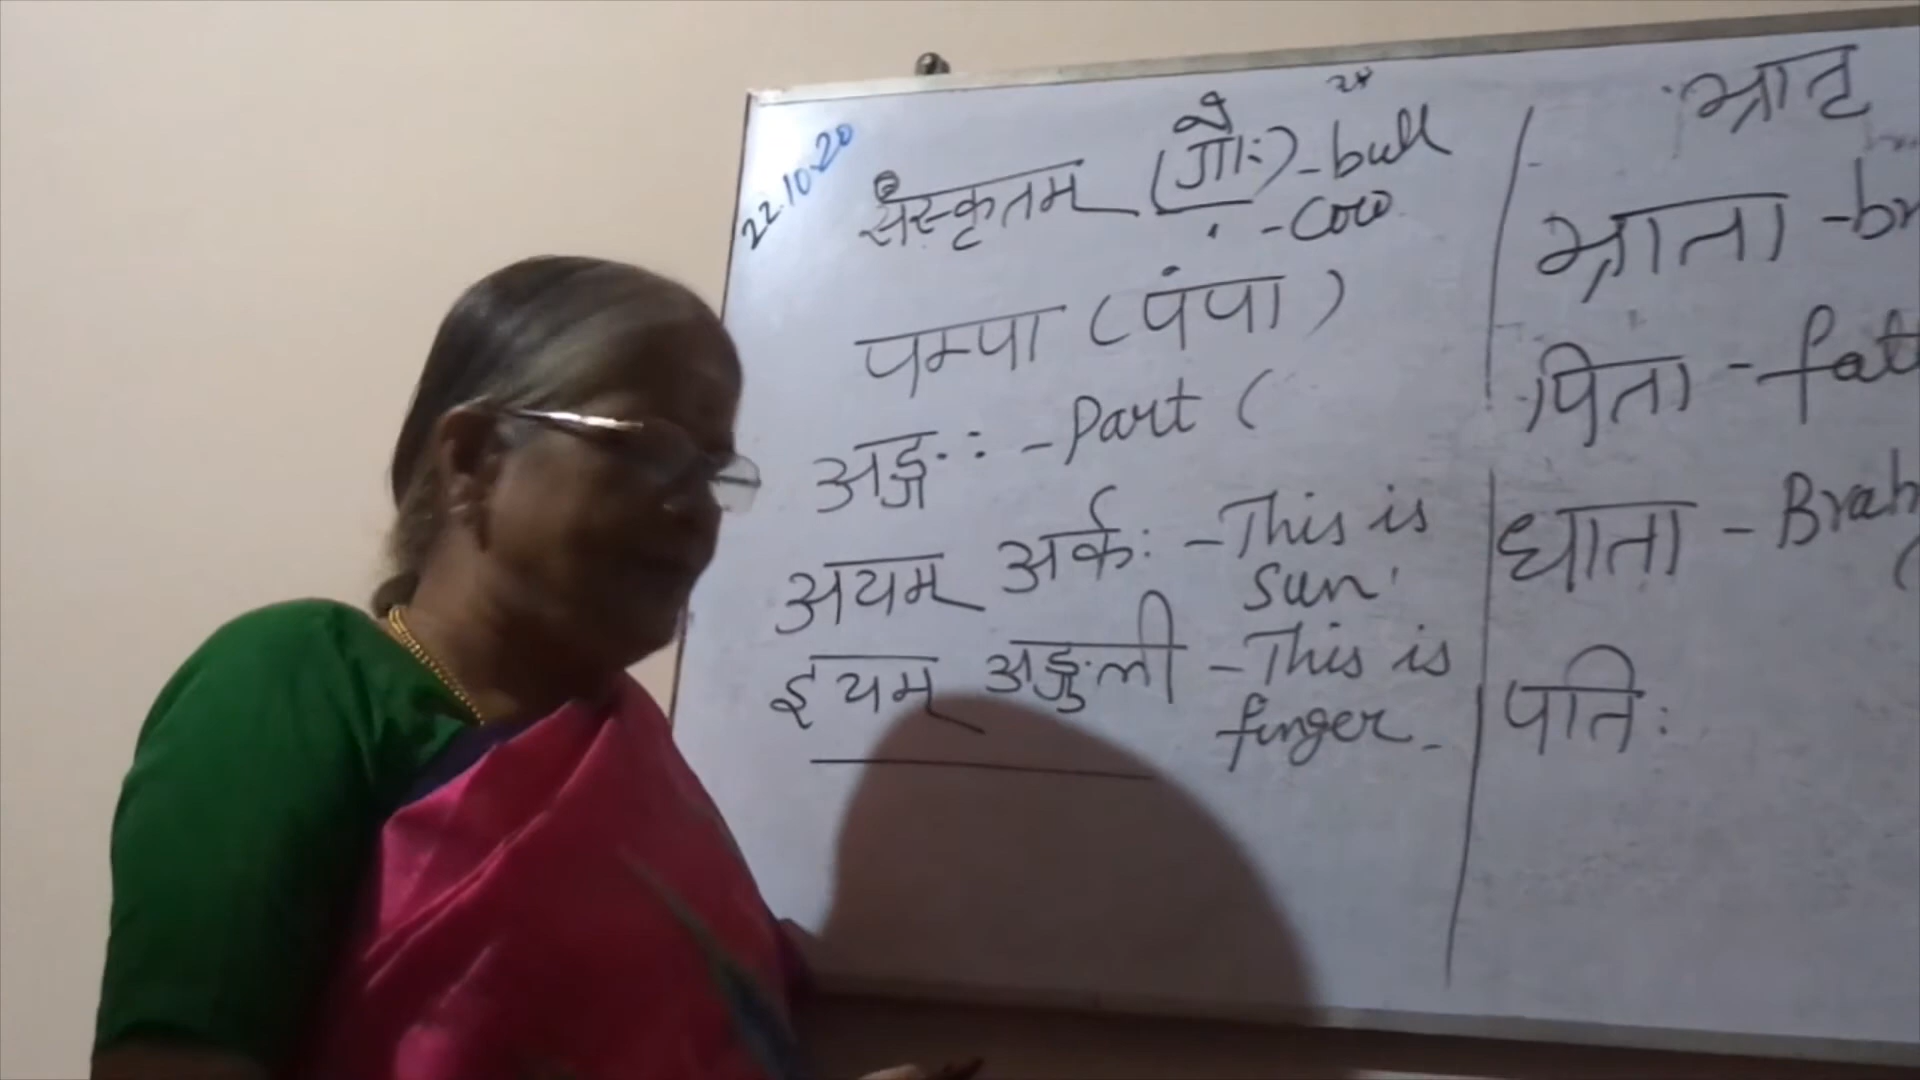 22.10.20
संस्कृतम् (गौः) - bull
- cow
पम्पा (पंपा)
अङ्गः - Part (
अयम् अर्कः - This is
sun'
इयम् अङ्गुली - This is
finger -
भ्रातृ
भ्राता - br
पिता - fat
धाता - Brah
पतिः